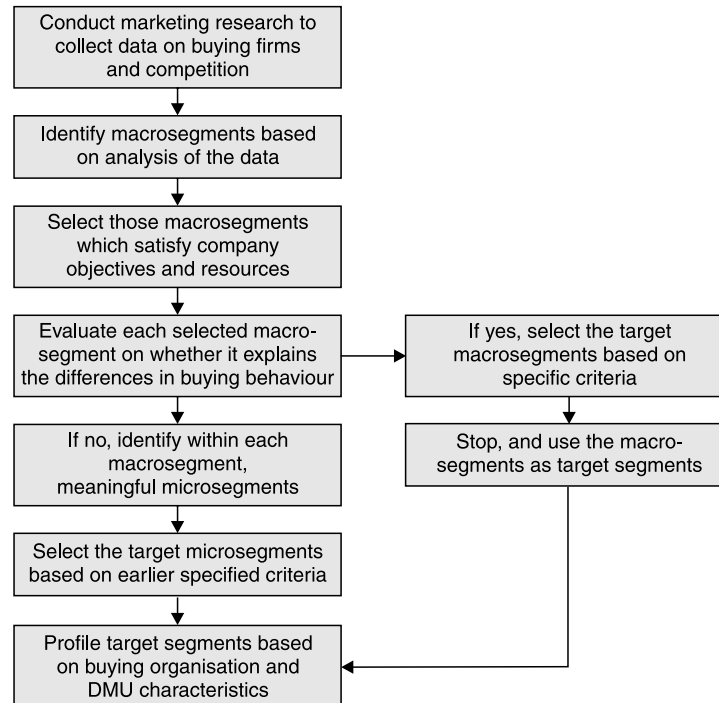 Conduct marketing research to
collect data on buying firms
and competition
Identify macrosegments based
on analysis of the data
Select those macrosegments
which satisfy company
objectives and resources
Evaluate each selected macro-
segment on whether it explains
the differences in buying behaviour
If yes, select the target
macrosegments based on
specific criteria
If no, identify within each
macrosegment,
meaningful microsegments
Stop, and use the macro-
segments as target segments
Select the target microsegments
based on earlier specified criteria
Profile target segments based
on buying organisation and
DMU characteristics